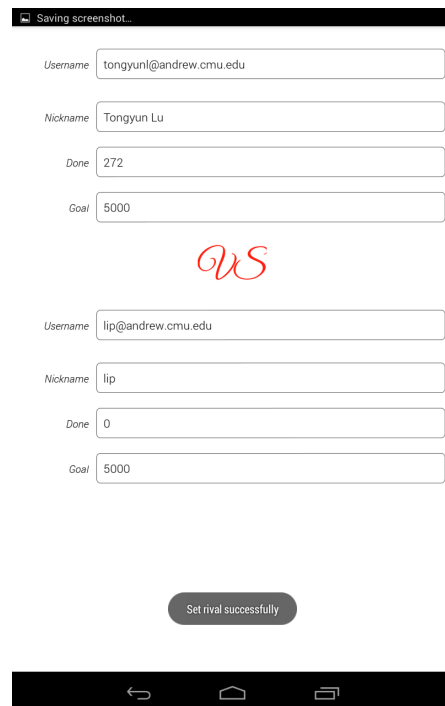 Saving screenshot...
Username tongyunl@andrew.cmu.edu
Nickname Tongyun Lu
Done 272
Goal 5000
VS
Username lip@andrew.cmu.edu
Nickname lip
Done 0
Goal 5000
Set rival successfully